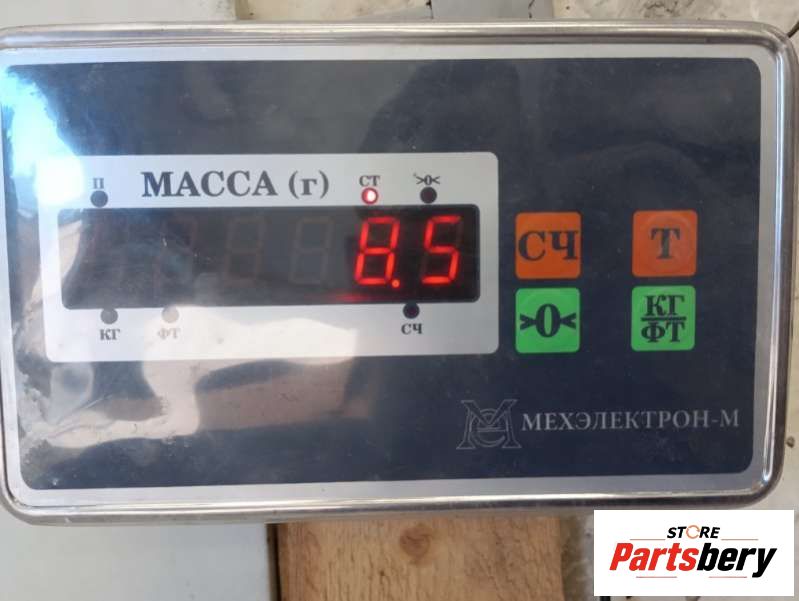 П МАССА (г) СТ >0<
8.5
КГ ФТ СЧ
СЧ Т
>0< КГ/ФТ
МЕХЭЛЕКТРОН-М
STORE
Partsbery